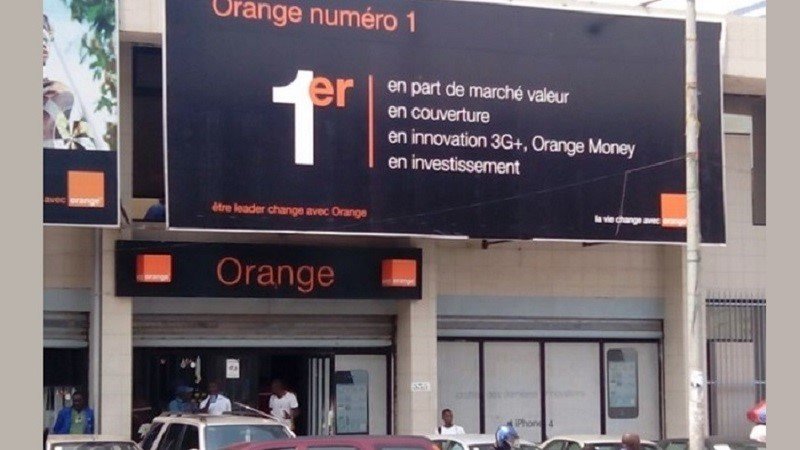 Orange numéro 1
1er
en part de marché valeur
en couverture
en innovation 3G+, Orange Money
en investissement
être leader change avec Orange
la vie change avec orange
avec orange
orange
Orange
orange
iPhone 4